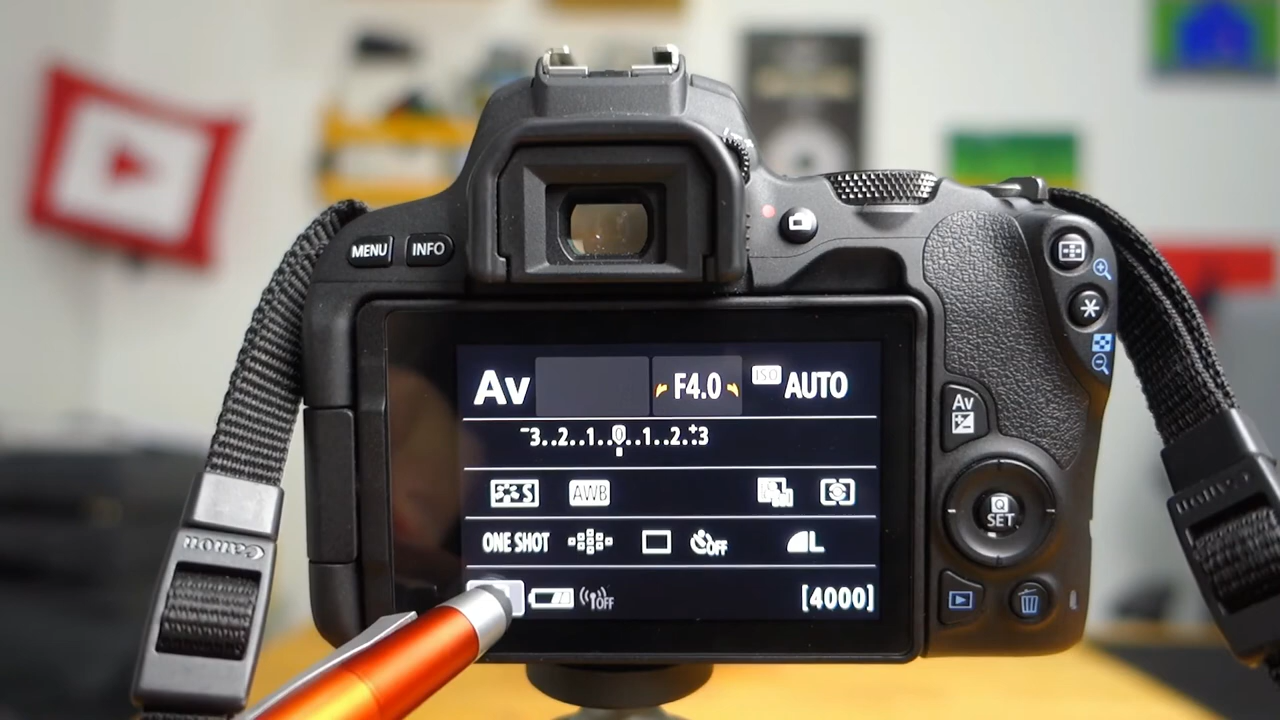 MENU INFO
Av F4.0 ISO AUTO
-3..2..1..0..1..2..+3
S AWB
ONE SHOT OFF L
OFF [4000]
Av
Q
SET
Canon
Canon